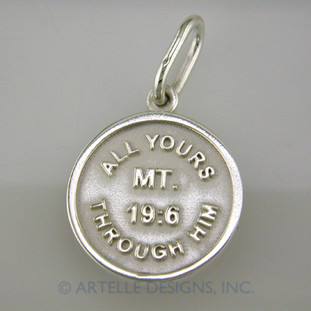 ALL YOURS
MT.
19:6
THROUGH HIM
© ARTELLE DESIGNS, INC.